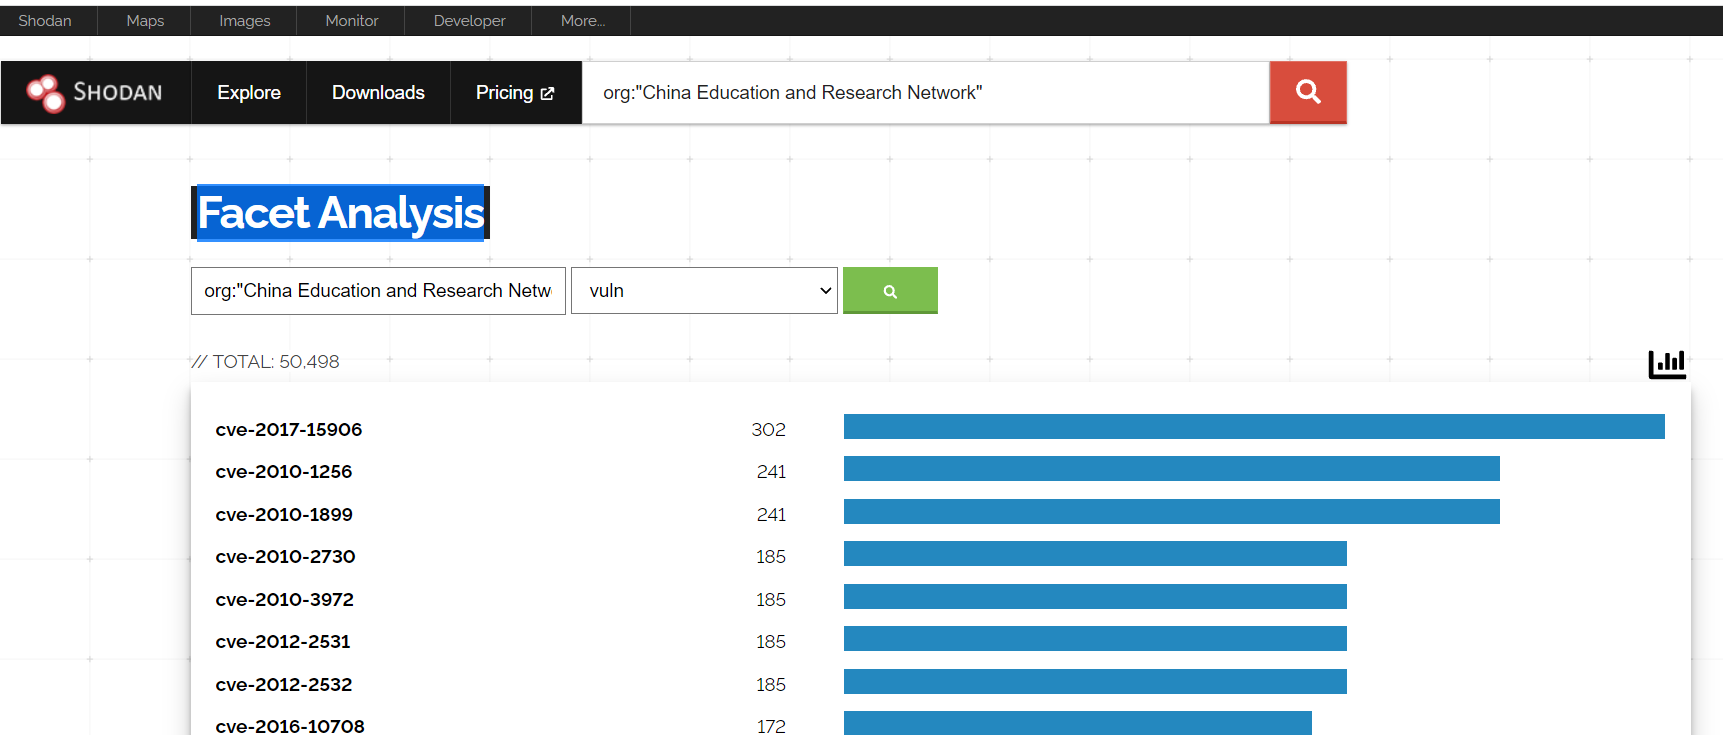 Shodan Maps Images Monitor Developer More...
SHODAN Explore Downloads Pricing org:"China Education and Research Network"
Facet Analysis
org:"China Education and Research Netw vuln
// TOTAL: 50,498
cve-2017-15906 302
cve-2010-1256 241
cve-2010-1899 241
cve-2010-2730 185
cve-2010-3972 185
cve-2012-2531 185
cve-2012-2532 185
cve-2016-10708 172